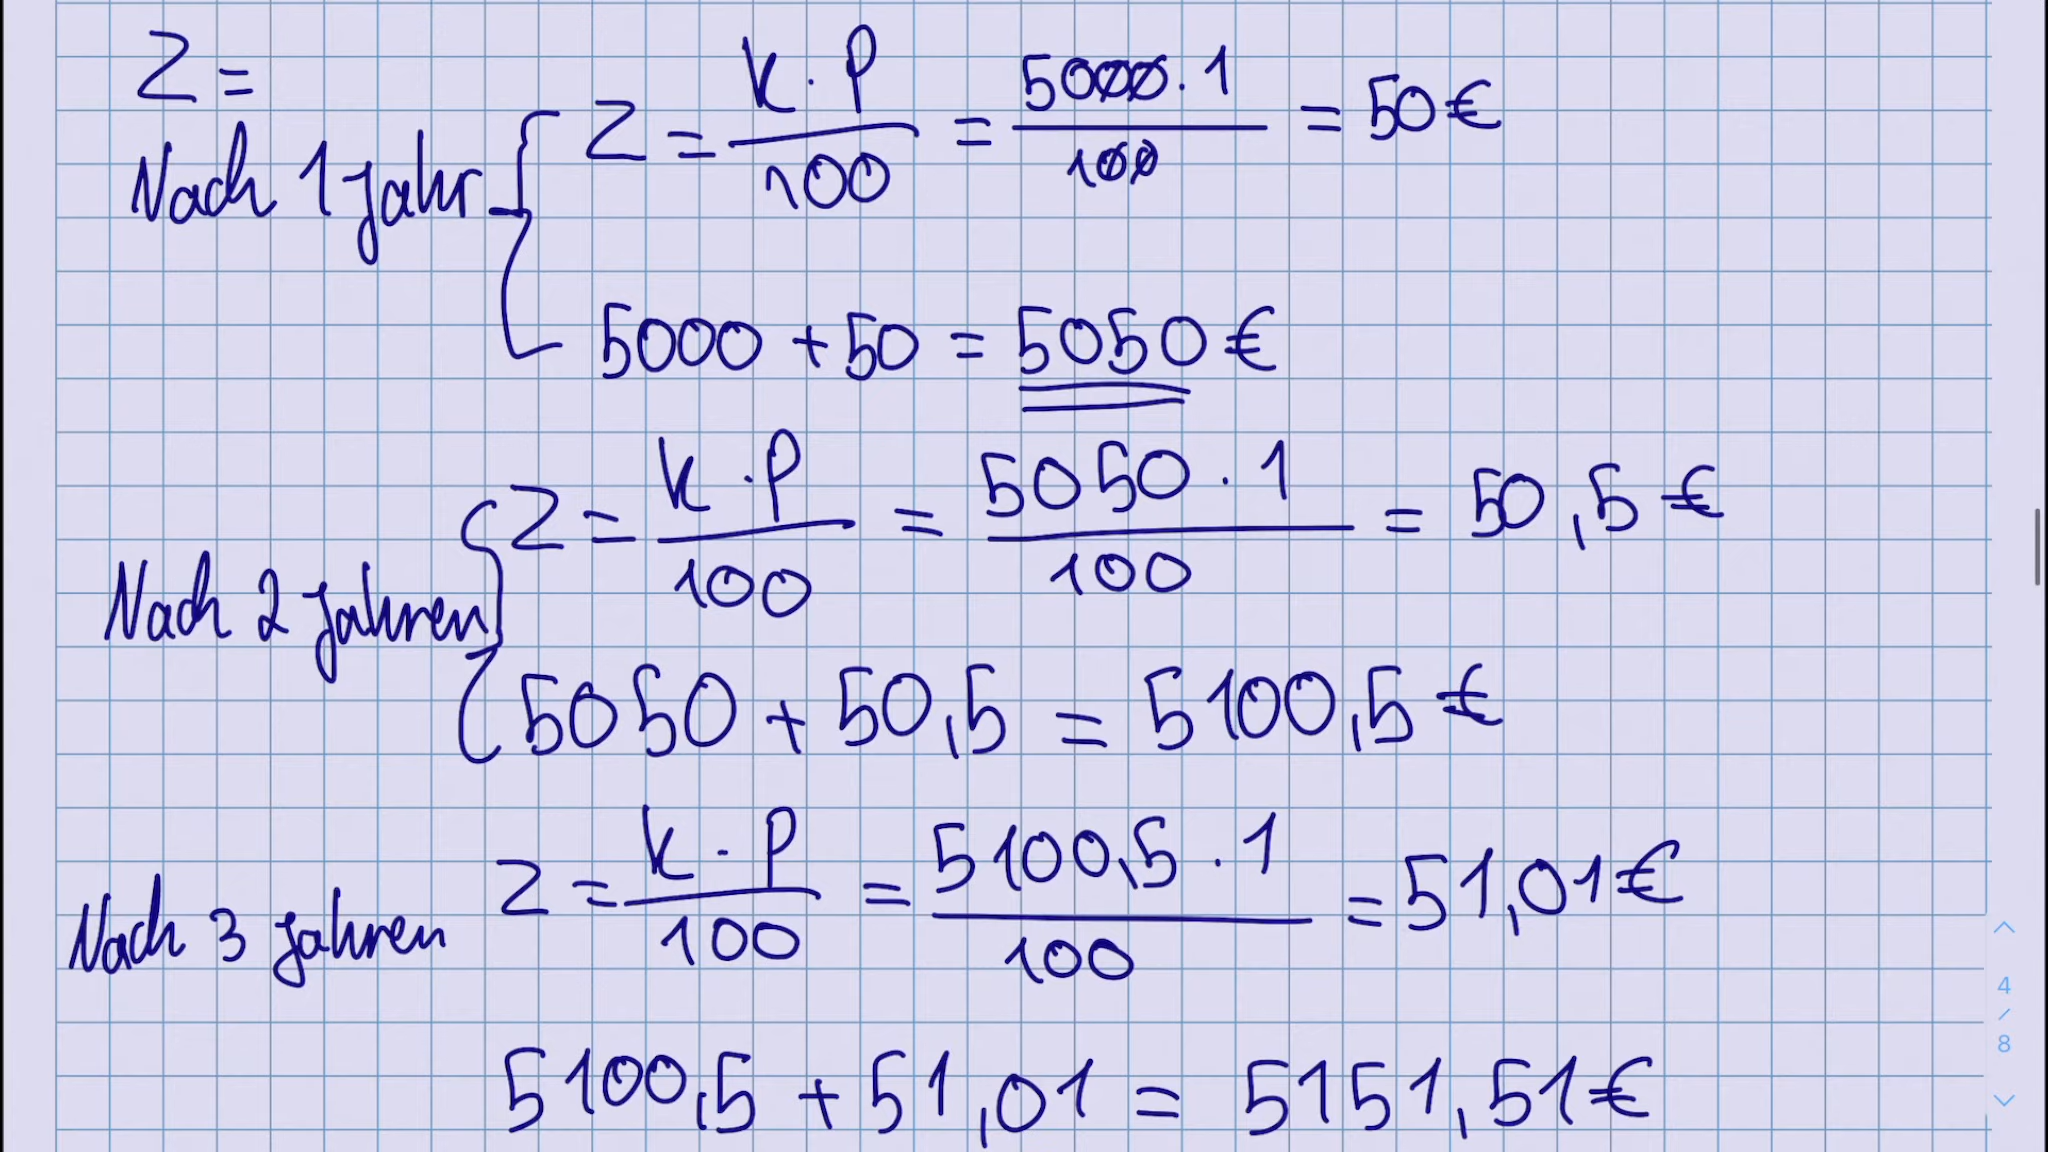 Z =
Nach 1 Jahr { Z = K · P / 100 = 5000 · 1 / 100 = 50 €
5000 + 50 = 5050 €
Nach 2 Jahren { Z = K · P / 100 = 5050 · 1 / 100 = 50,5 €
5050 + 50,5 = 5100,5 €
Nach 3 Jahren Z = K · P / 100 = 5100,5 · 1 / 100 = 51,01 €
5100,5 + 51,01 = 5151,51 €
4 / 8